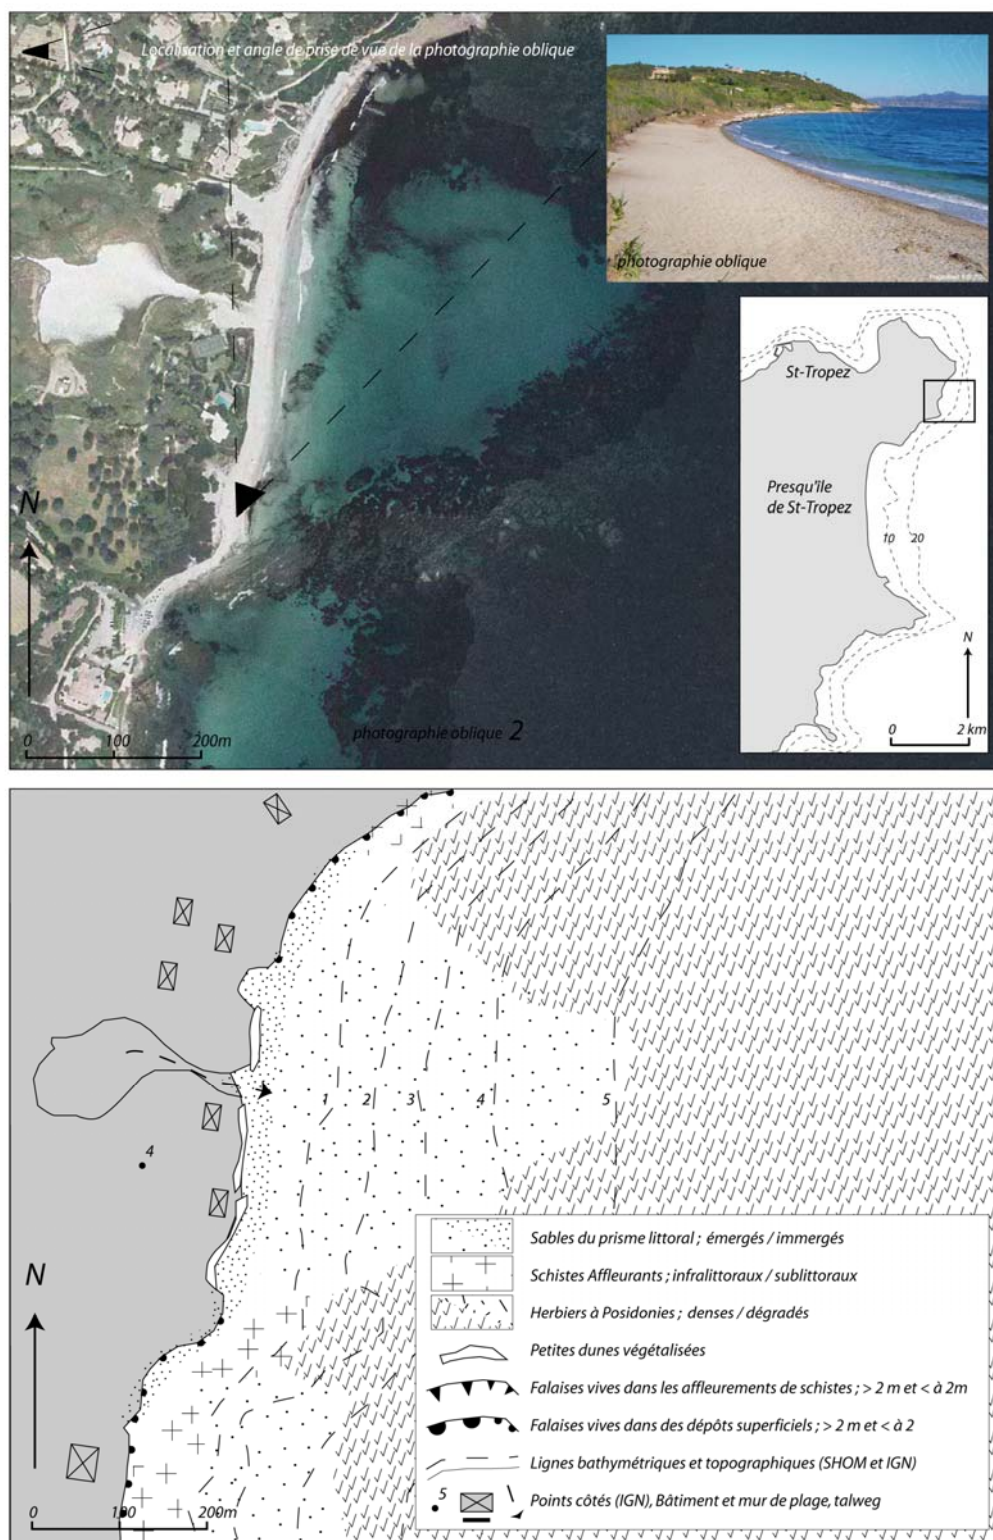 Localisation et angle de prise de vue de la photographie oblique
photographie oblique
St-Tropez
Presqu'île
de St-Tropez
10 20
N
0 2 km
N
0 100 200m
photographie oblique 2
1 2 3 4 5
4
N
0 100 200m
Sables du prisme littoral ; émergés / immergés
Schistes Affleurants ; infralittoraux / sublittoraux
Herbiers à Posidonies ; denses / dégradés
Petites dunes végétalisées
Falaises vives dans les affleurements de schistes ; > 2 m et < à 2m
Falaises vives dans des dépôts superficiels ; > 2 m et < à 2
Lignes bathymétriques et topographiques (SHOM et IGN)
5
Points côtés (IGN), Bâtiment et mur de plage, talweg